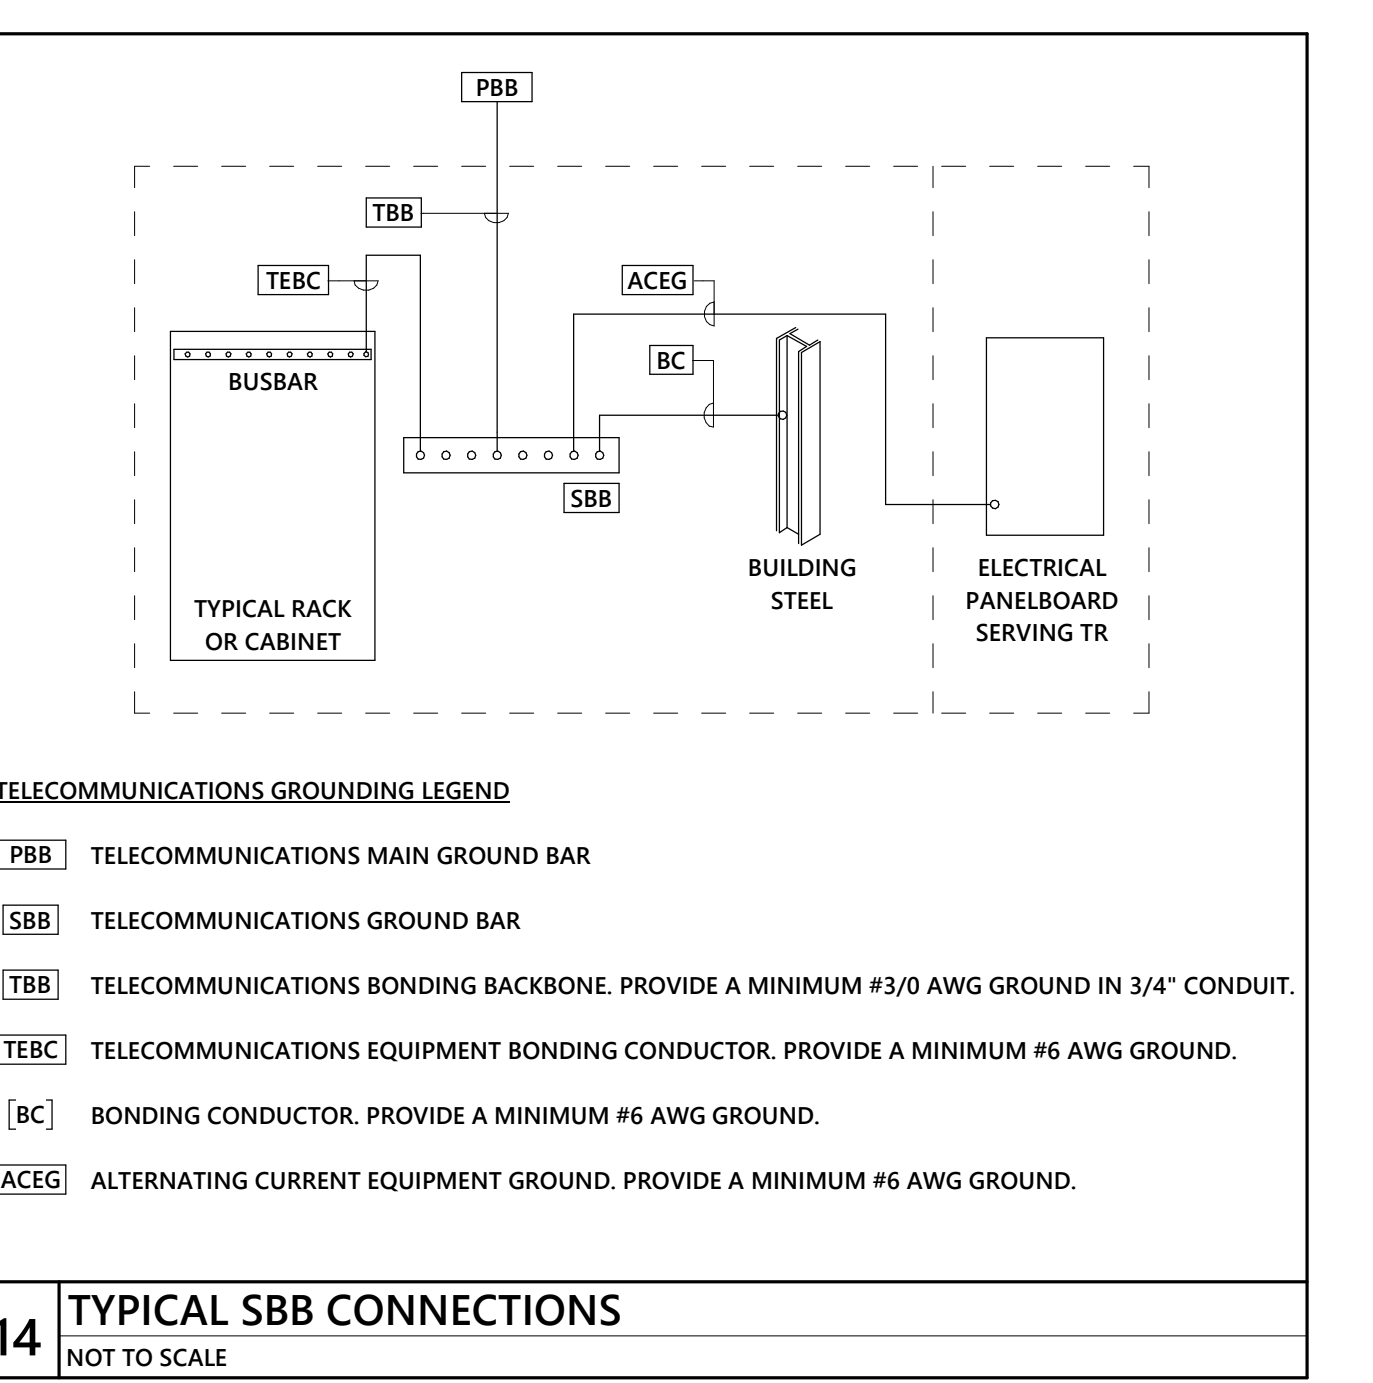 PBB
TBB
TEBC
ACEG
BC
BUSBAR
SBB
TYPICAL RACK
OR CABINET
BUILDING
STEEL
ELECTRICAL
PANELBOARD
SERVING TR
TELECOMMUNICATIONS GROUNDING LEGEND
PBB TELECOMMUNICATIONS MAIN GROUND BAR
SBB TELECOMMUNICATIONS GROUND BAR
TBB TELECOMMUNICATIONS BONDING BACKBONE. PROVIDE A MINIMUM #3/0 AWG GROUND IN 3/4" CONDUIT.
TEBC TELECOMMUNICATIONS EQUIPMENT BONDING CONDUCTOR. PROVIDE A MINIMUM #6 AWG GROUND.
BC BONDING CONDUCTOR. PROVIDE A MINIMUM #6 AWG GROUND.
ACEG ALTERNATING CURRENT EQUIPMENT GROUND. PROVIDE A MINIMUM #6 AWG GROUND.
14 TYPICAL SBB CONNECTIONS
NOT TO SCALE